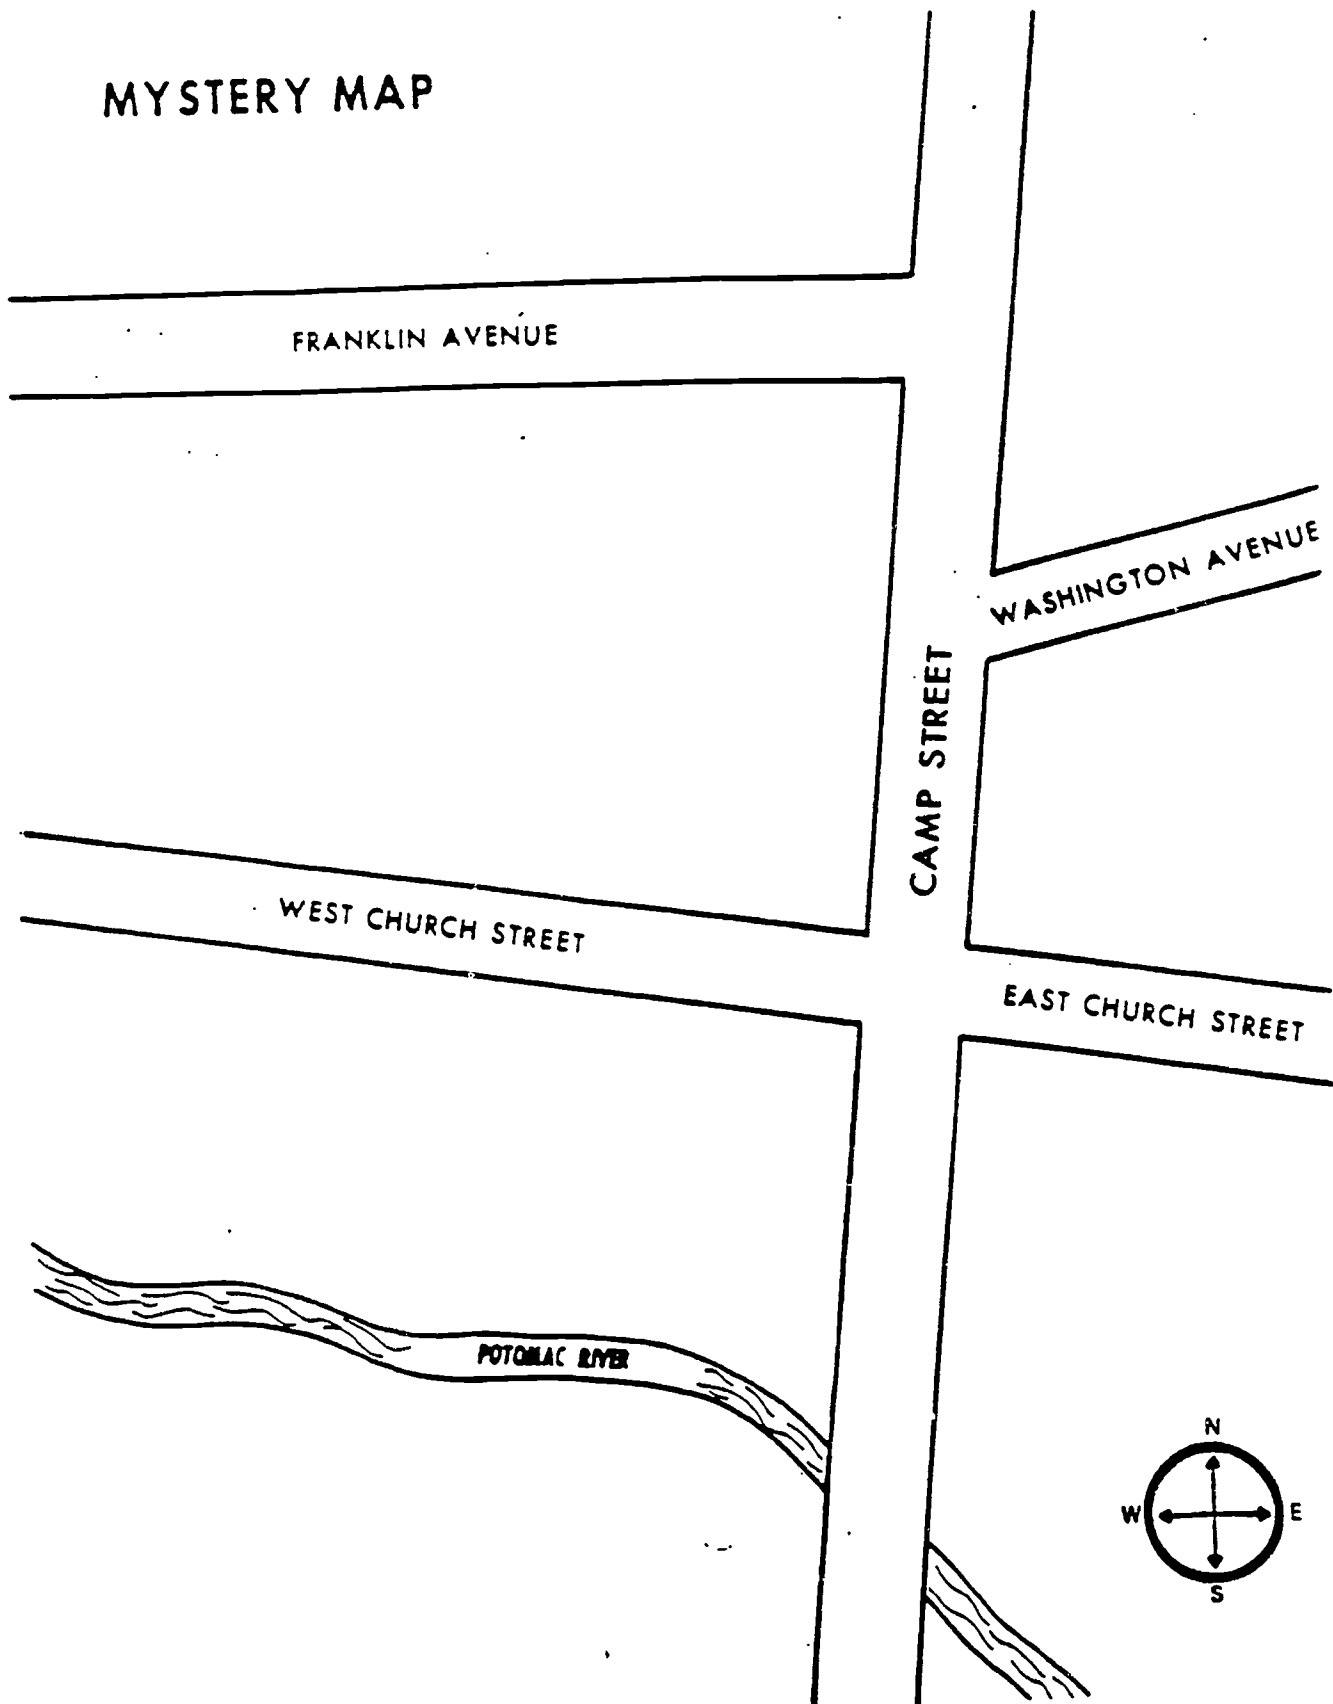 MYSTERY MAP
FRANKLIN AVENUE
WASHINGTON AVENUE
CAMP STREET
WEST CHURCH STREET
EAST CHURCH STREET
POTOMAC RIVER
N
W
E
S